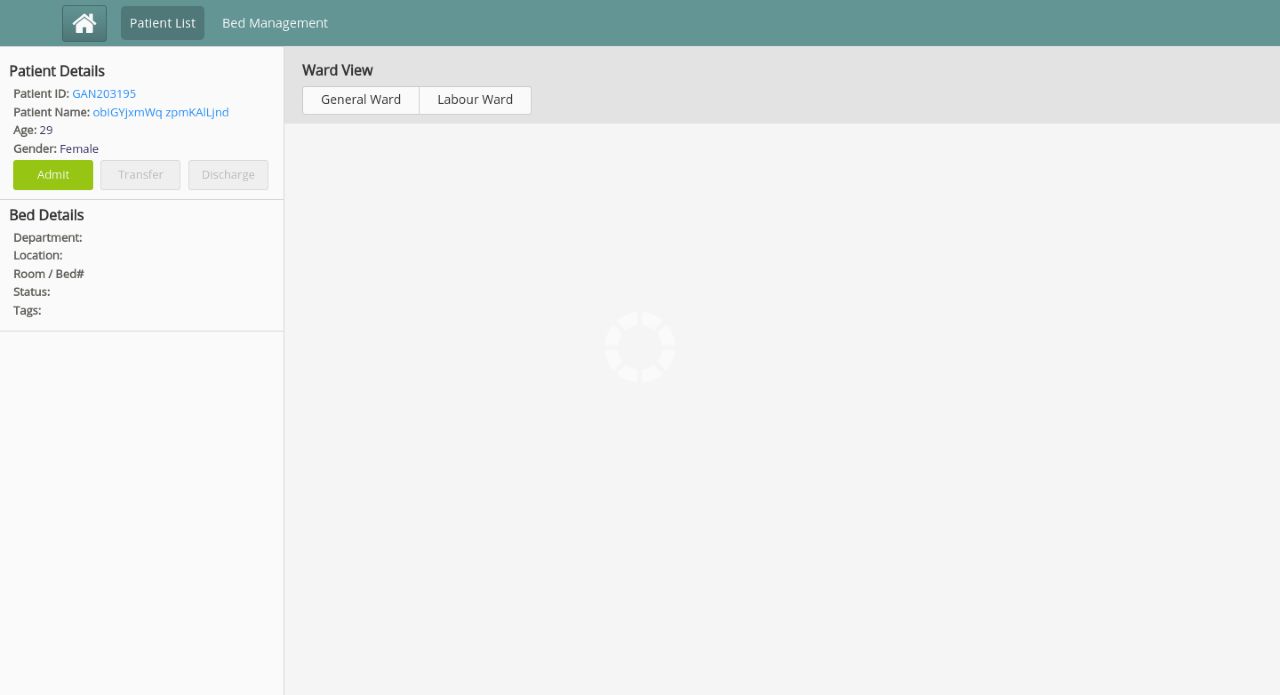 Patient List Bed Management
Patient Details
Patient ID: GAN203195
Patient Name: obiGYjxmWq zpmKAlLjnd
Age: 29
Gender: Female
Admit Transfer Discharge
Bed Details
Department:
Location:
Room / Bed#
Status:
Tags:
Ward View
General Ward Labour Ward